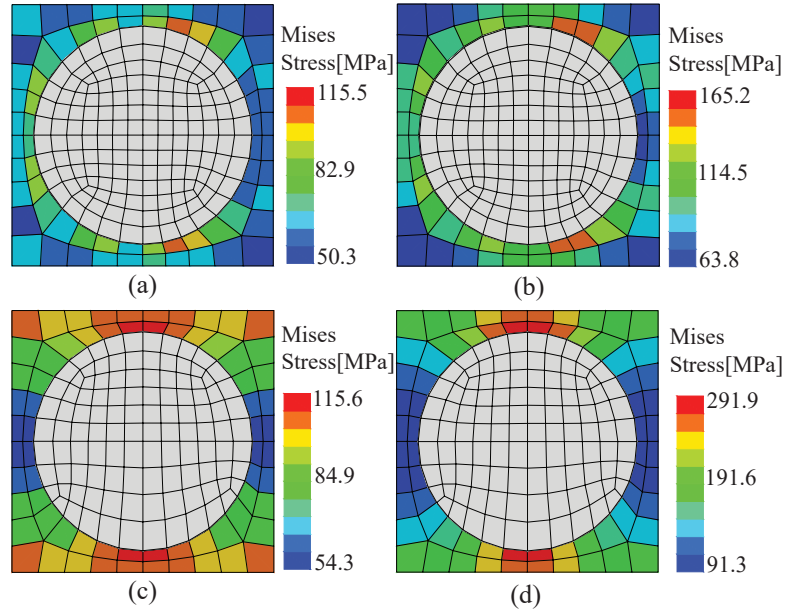 Mises
Stress[MPa]
115.5
82.9
50.3
(a)
Mises
Stress[MPa]
165.2
114.5
63.8
(b)
Mises
Stress[MPa]
115.6
84.9
54.3
(c)
Mises
Stress[MPa]
291.9
191.6
91.3
(d)